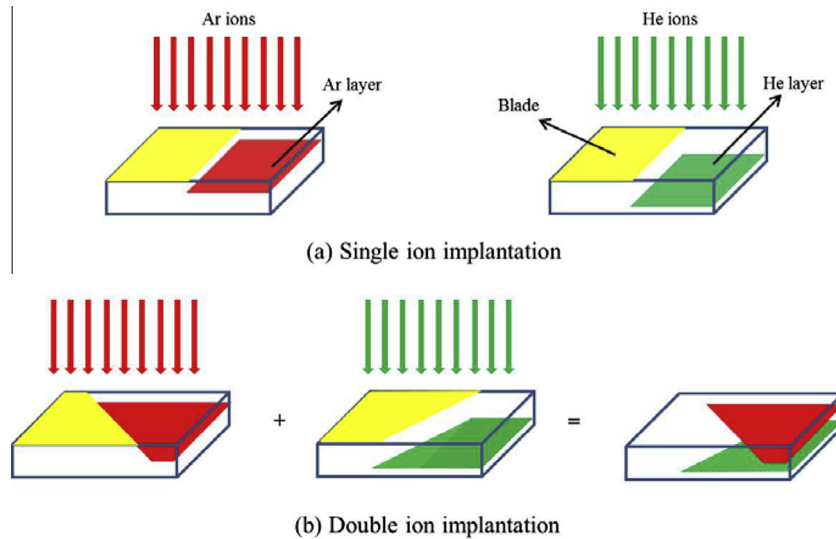 Ar ions
He ions
Ar layer
He layer
Blade
(a) Single ion implantation
+
=
(b) Double ion implantation